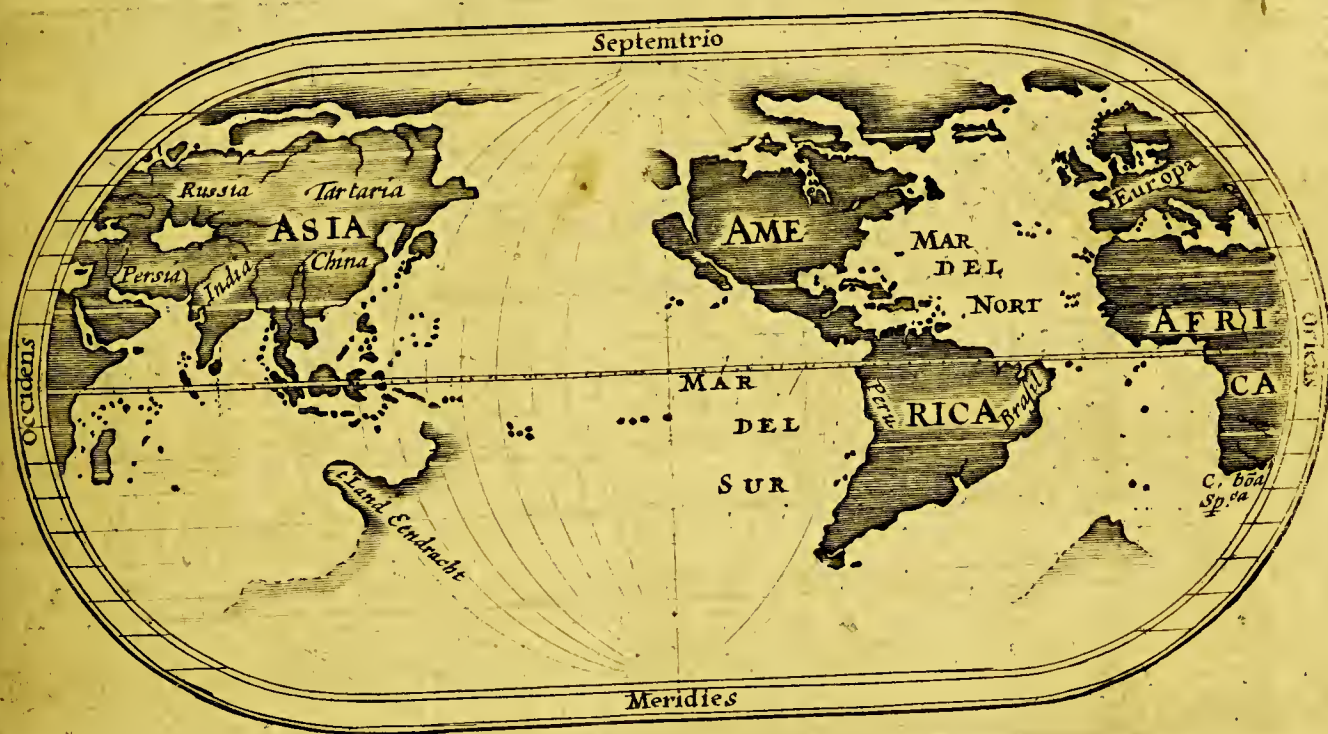 Septemtrio
Russia
Tartaria
ASIA
Persia
India
China
AME
RICA
Peru
Brasil
MAR
DEL
NORT
Europa
AFRI
CA
C. bōa
Sp.ᶜᵃ
MAR
DEL
SUR
t'Land Eendracht
Occidens
Oriens
Meridies